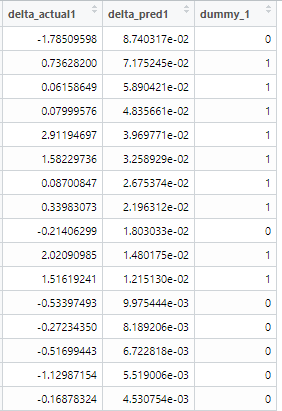 delta_actual1 delta_pred1 dummy_1
-1.78509598 8.740317e-02 0
0.73628200 7.175245e-02 1
0.06158649 5.890421e-02 1
0.07999576 4.835661e-02 1
2.91194697 3.969771e-02 1
1.58229736 3.258929e-02 1
0.08700847 2.675374e-02 1
0.33983073 2.196312e-02 1
-0.21406299 1.803033e-02 0
2.02090985 1.480175e-02 1
1.51619241 1.215130e-02 1
-0.53397493 9.975444e-03 0
-0.27234350 8.189206e-03 0
-0.51699443 6.722818e-03 0
-1.12987154 5.519006e-03 0
-0.16878324 4.530754e-03 0